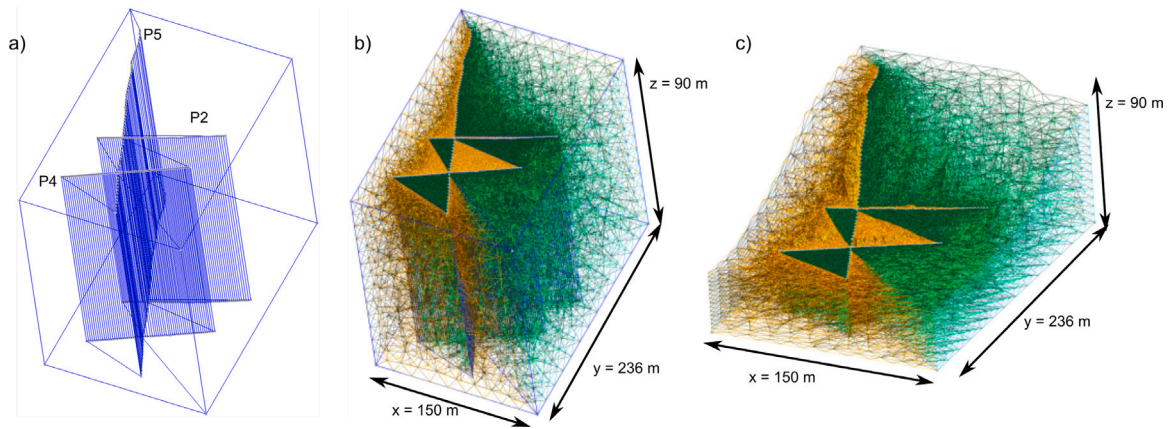 a)
P5
P2
P4
b)
z = 90 m
y = 236 m
x = 150 m
c)
z = 90 m
y = 236 m
x = 150 m